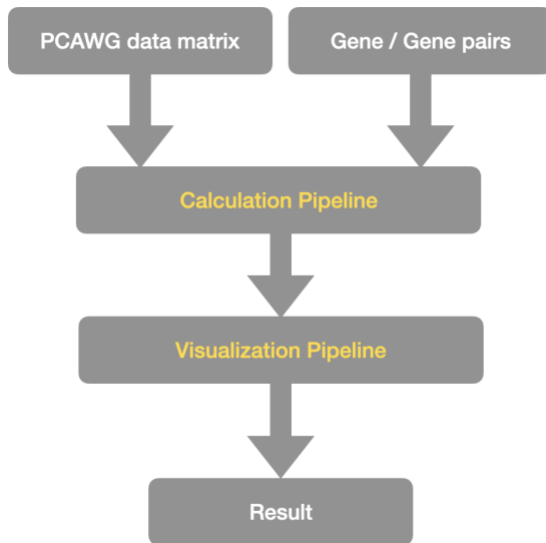 PCAWG data matrix
Gene / Gene pairs
Calculation Pipeline
Visualization Pipeline
Result